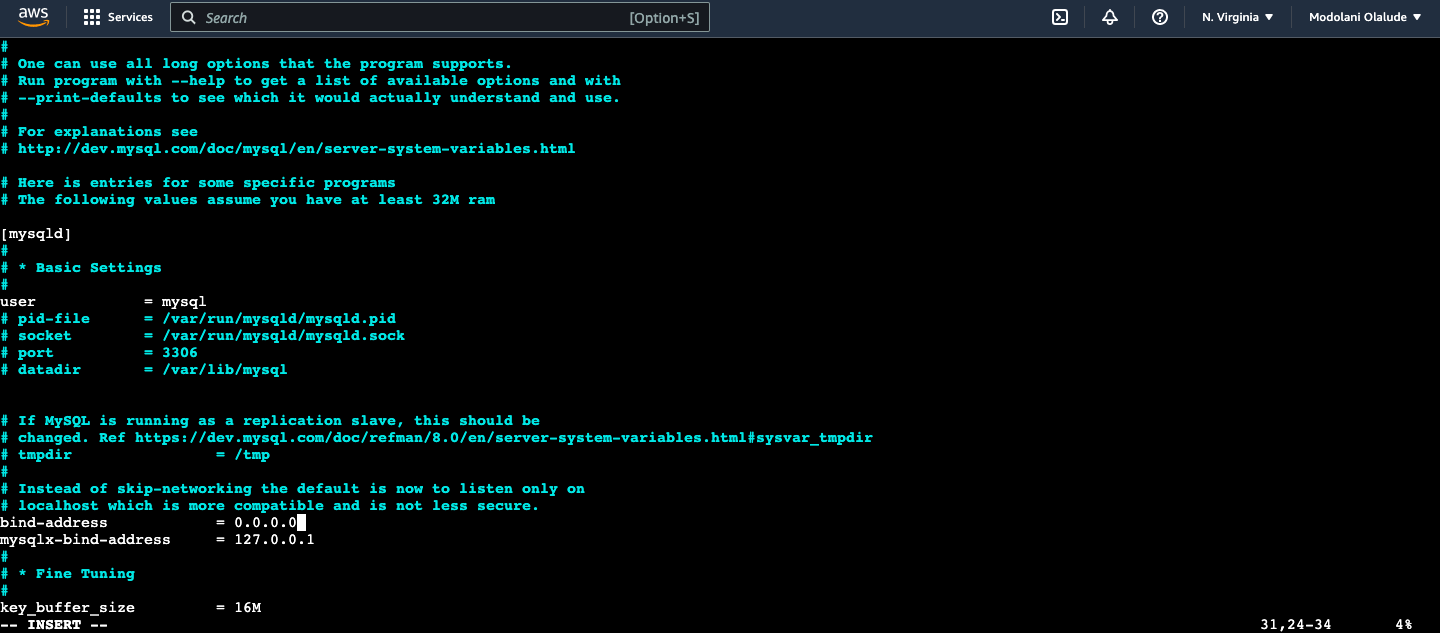 aws
Services
Search
[Option+S]
N. Virginia
Modolani Olalude
#
# One can use all long options that the program supports.
# Run program with --help to get a list of available options and with
# --print-defaults to see which it would actually understand and use.
#
# For explanations see
# http://dev.mysql.com/doc/mysql/en/server-system-variables.html
# Here is entries for some specific programs
# The following values assume you have at least 32M ram
[mysqld]
#
# * Basic Settings
#
user            = mysql
# pid-file      = /var/run/mysqld/mysqld.pid
# socket        = /var/run/mysqld/mysqld.sock
# port          = 3306
# datadir       = /var/lib/mysql
# If MySQL is running as a replication slave, this should be
# changed. Ref https://dev.mysql.com/doc/refman/8.0/en/server-system-variables.html#sysvar_tmpdir
# tmpdir                = /tmp
#
# Instead of skip-networking the default is now to listen only on
# localhost which is more compatible and is not less secure.
bind-address            = 0.0.0.0
mysqlx-bind-address     = 127.0.0.1
#
# * Fine Tuning
#
key_buffer_size         = 16M
-- INSERT --                                                    31,24-34       4%